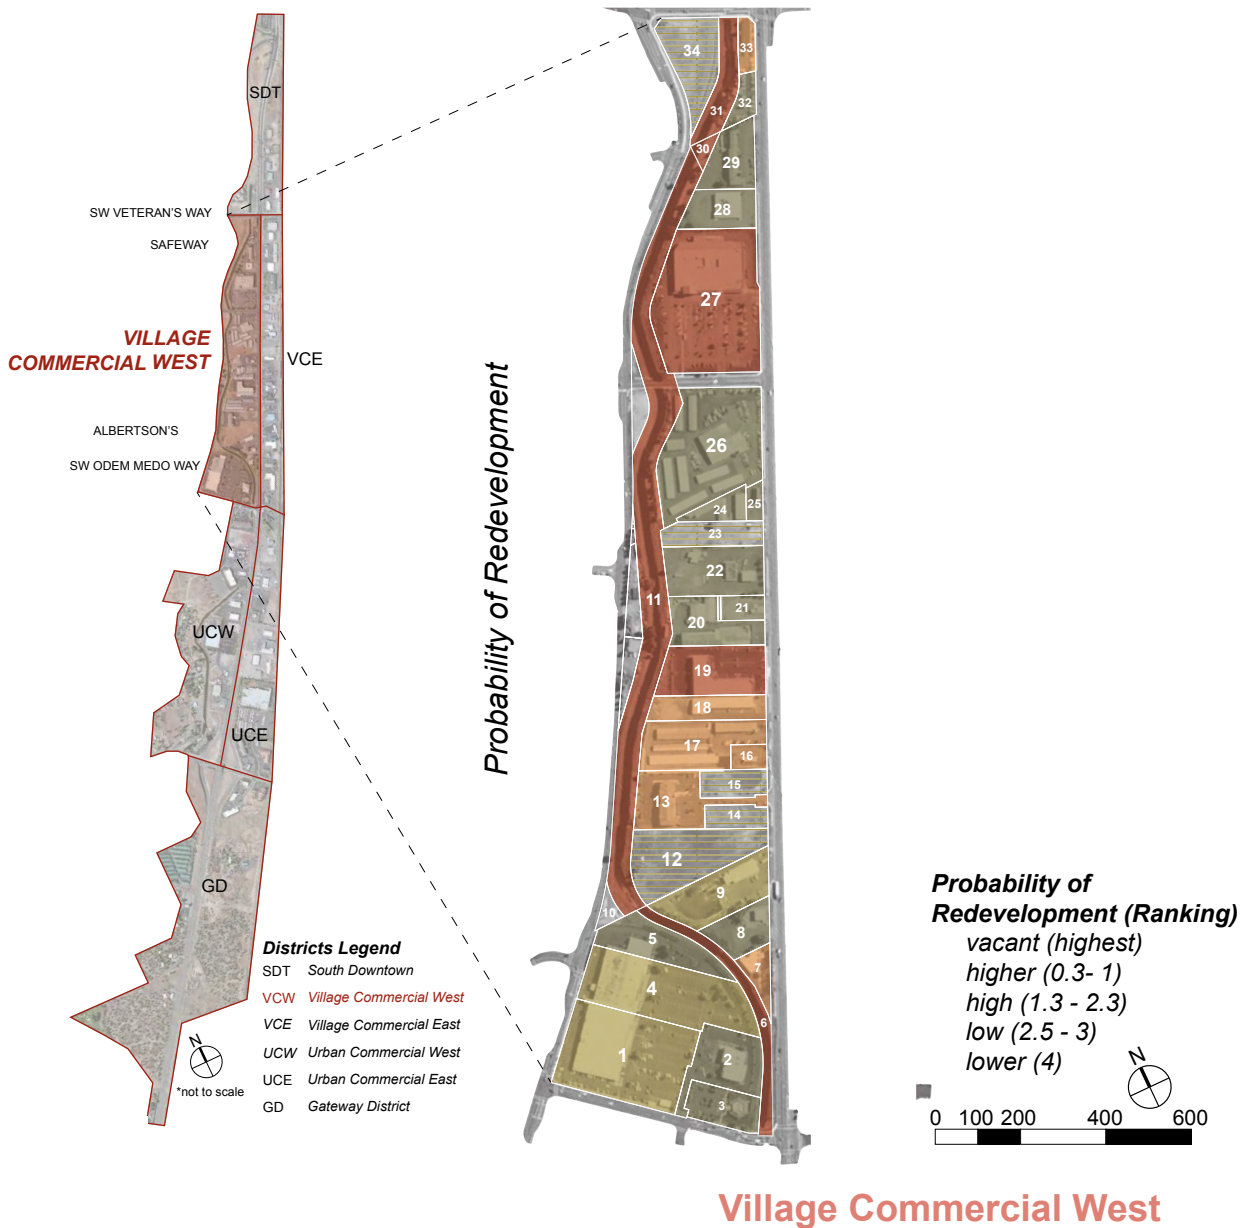 SDT
SW VETERAN'S WAY
SAFEWAY
VILLAGE
COMMERCIAL WEST
VCE
ALBERTSON'S
SW ODEM MEDO WAY
UCW
UCE
GD
Districts Legend
SDT South Downtown
VCW Village Commercial West
VCE Village Commercial East
UCW Urban Commercial West
UCE Urban Commercial East
GD Gateway District
N
*not to scale
Probability of Redevelopment
34
33
32
31
30
29
28
27
26
25
24
23
22
21
20
11
19
18
17
16
15
13
14
12
9
10
8
5
7
4
6
1
2
3
Probability of
Redevelopment (Ranking)
vacant (highest)
higher (0.3- 1)
high (1.3 - 2.3)
low (2.5 - 3)
lower (4)
N
0 100 200 400 600
Village Commercial West